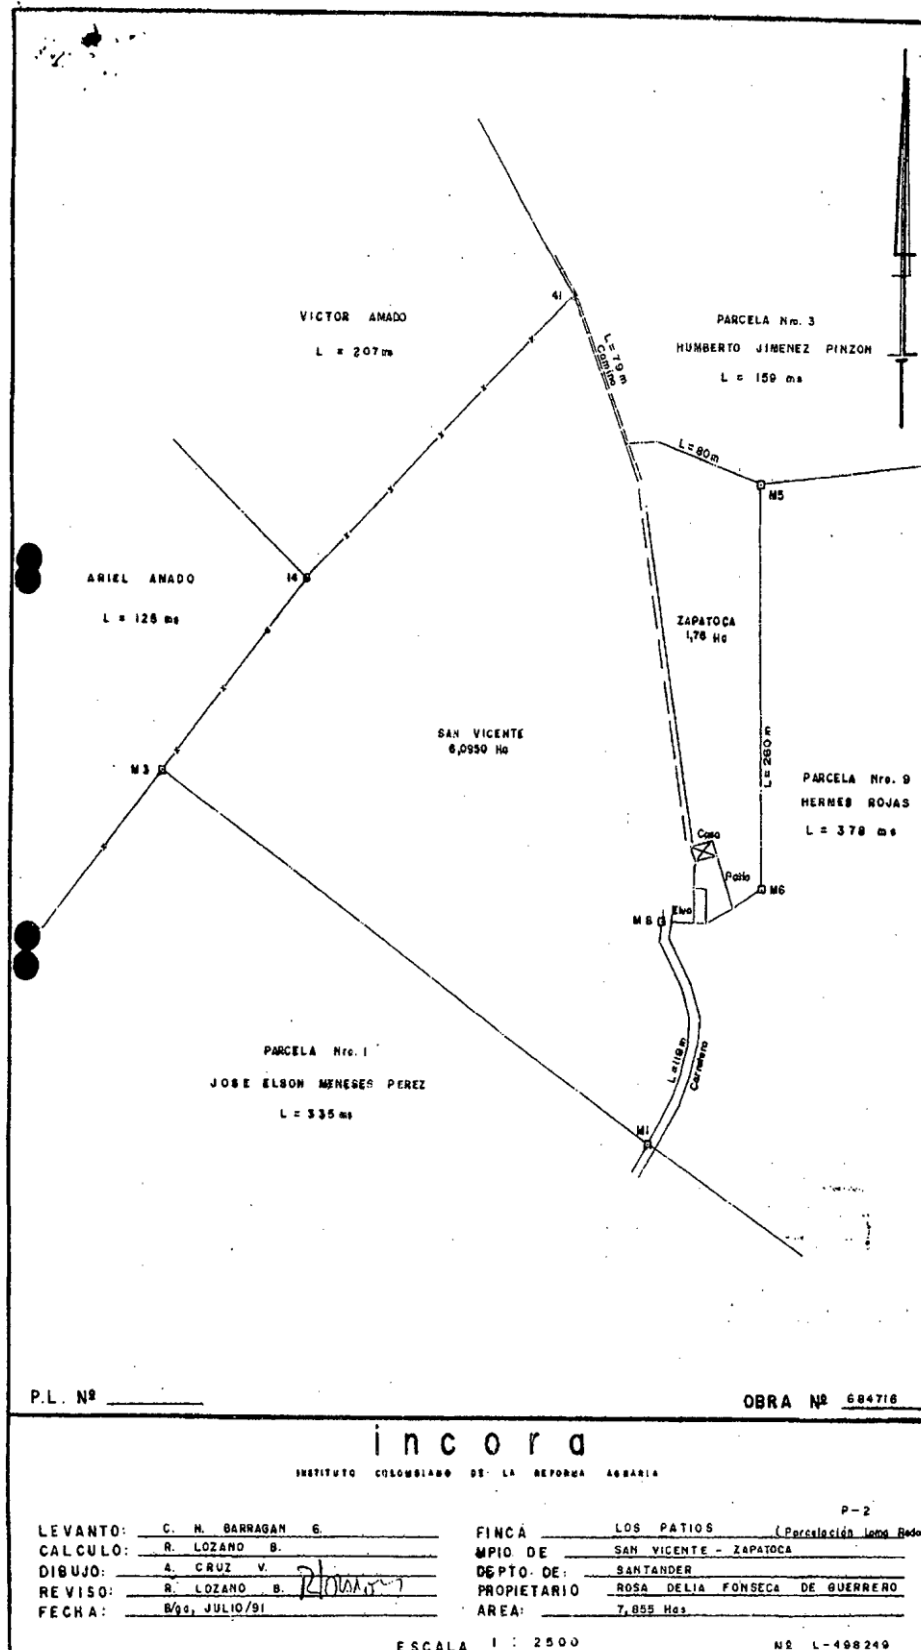 VICTOR AMADO
L = 207 ms
41
L = 79 m
Camino
PARCELA Nro. 3
HUMBERTO JIMENEZ PINZON
L = 159 ms
L = 80m
M5
ARIEL AMADO
L = 125 ms
14
ZAPATOCA
1,76 Ha
SAN VICENTE
6,0950 Ha
M3
L = 260 m
PARCELA Nro. 9
HERMES ROJAS
L = 378 ms
Casa
Patio
M6
M8
PARCELA Nro. 1
JOSE ELSON MENESES PEREZ
L = 335 ms
L = 118 m
Carretera
M1
P.L. Nº
OBRA Nº 684716
incora
INSTITUTO COLOMBIANO DE LA REFORMA AGRARIA
P-2
LEVANTO: C. N. BARRAGAN G.
CALCULO: R. LOZANO B.
DIBUJO: A. CRUZ V.
REVISO: R. LOZANO B.
FECHA: B/ga, JULIO/91
FINCA LOS PATIOS (Parcelación Loma Redo
MPIO DE SAN VICENTE - ZAPATOCA
DEPTO DE: SANTANDER
PROPIETARIO ROSA DELIA FONSECA DE GUERRERO
AREA: 7,855 Has
ESCALA 1 : 2500
Nº L-498249